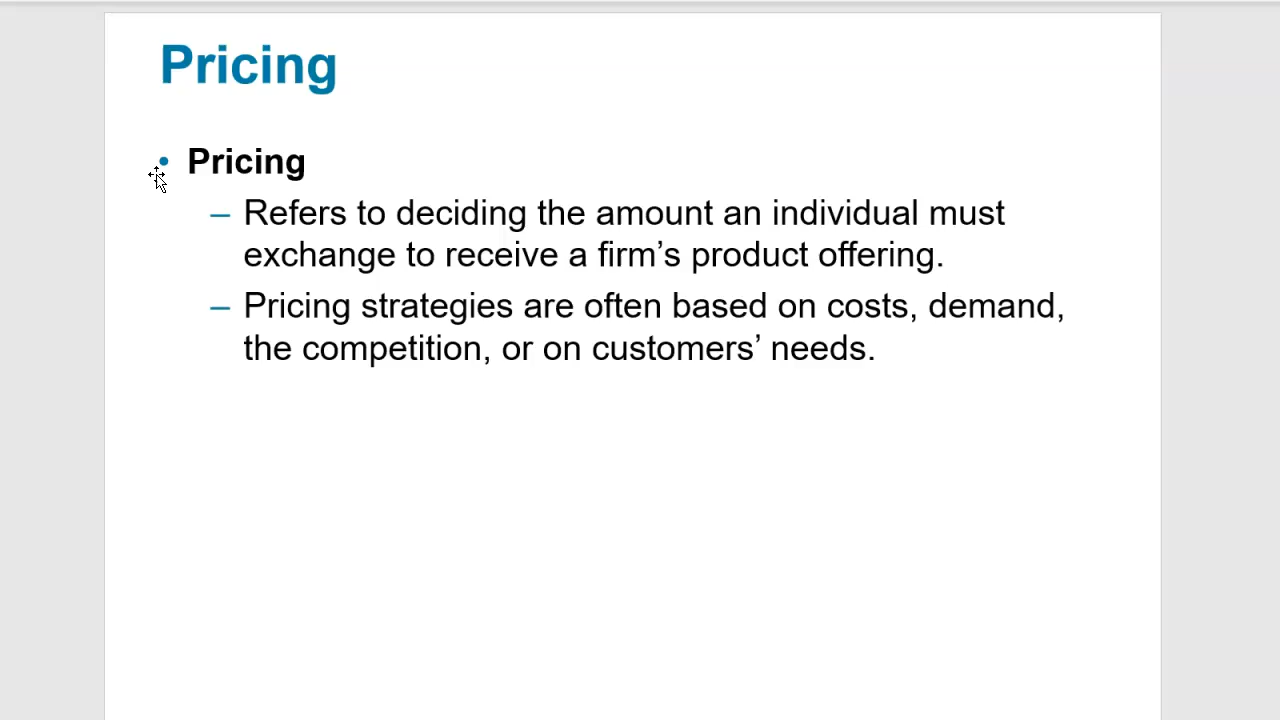 Pricing
• Pricing
– Refers to deciding the amount an individual must
exchange to receive a firm’s product offering.
– Pricing strategies are often based on costs, demand,
the competition, or on customers’ needs.